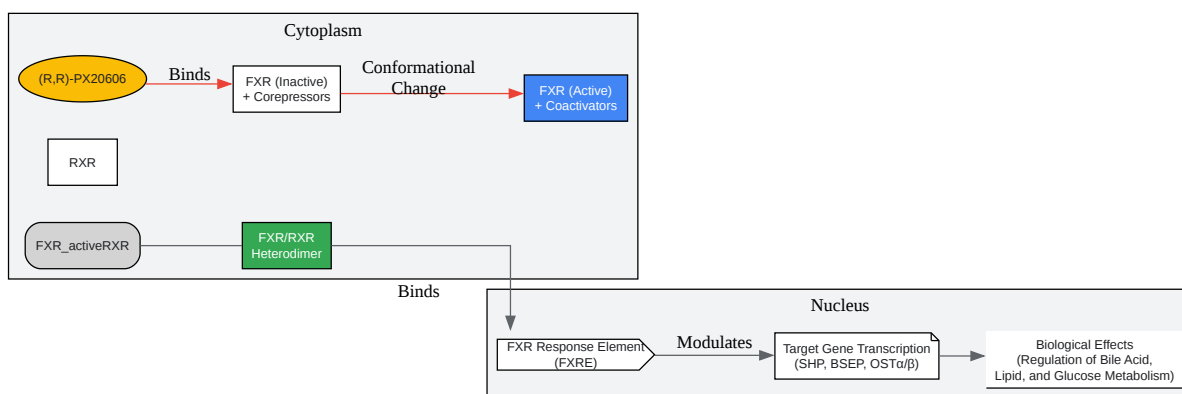 Cytoplasm
(R,R)-PX20606
Binds
FXR (Inactive)
+ Corepressors
Conformational
Change
FXR (Active)
+ Coactivators
RXR
FXR_activeRXR
FXR/RXR
Heterodimer
Binds
Nucleus
FXR Response Element
(FXRE)
Modulates
Target Gene Transcription
(SHP, BSEP, OSTα/β)
Biological Effects
(Regulation of Bile Acid,
Lipid, and Glucose Metabolism)